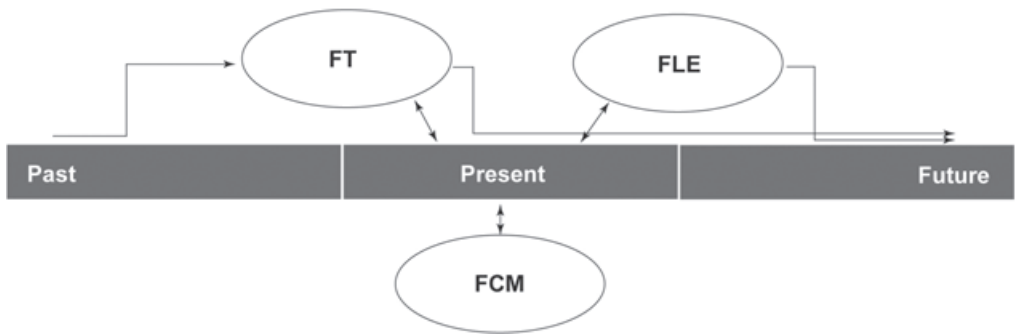 FT
FLE
Past
Present
Future
FCM